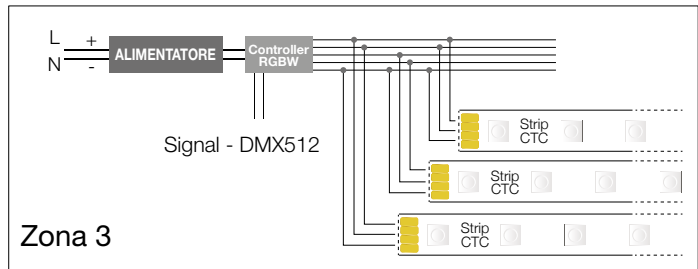 L +
N -
ALIMENTATORE
Controller
RGBW
Signal - DMX512
Strip
CTC
Strip
CTC
Strip
CTC
Zona 3